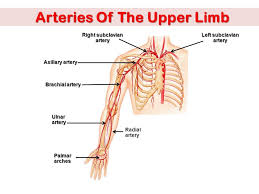 Arteries Of The Upper Limb
Right subclavian
artery
Left subclavian
artery
Axillary artery
Brachial artery
Ulnar
artery
Radial
artery
Palmar
arches